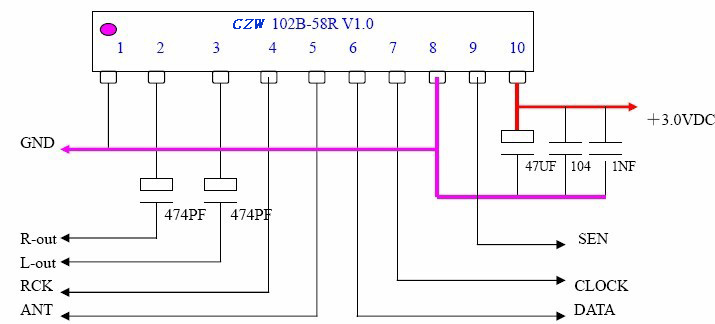 GZW 102B-58R V1.0
1 2 3 4 5 6 7 8 9 10
+3.0VDC
GND
47UF 104 1NF
474PF 474PF
R-out
SEN
L-out
RCK
CLOCK
ANT
DATA